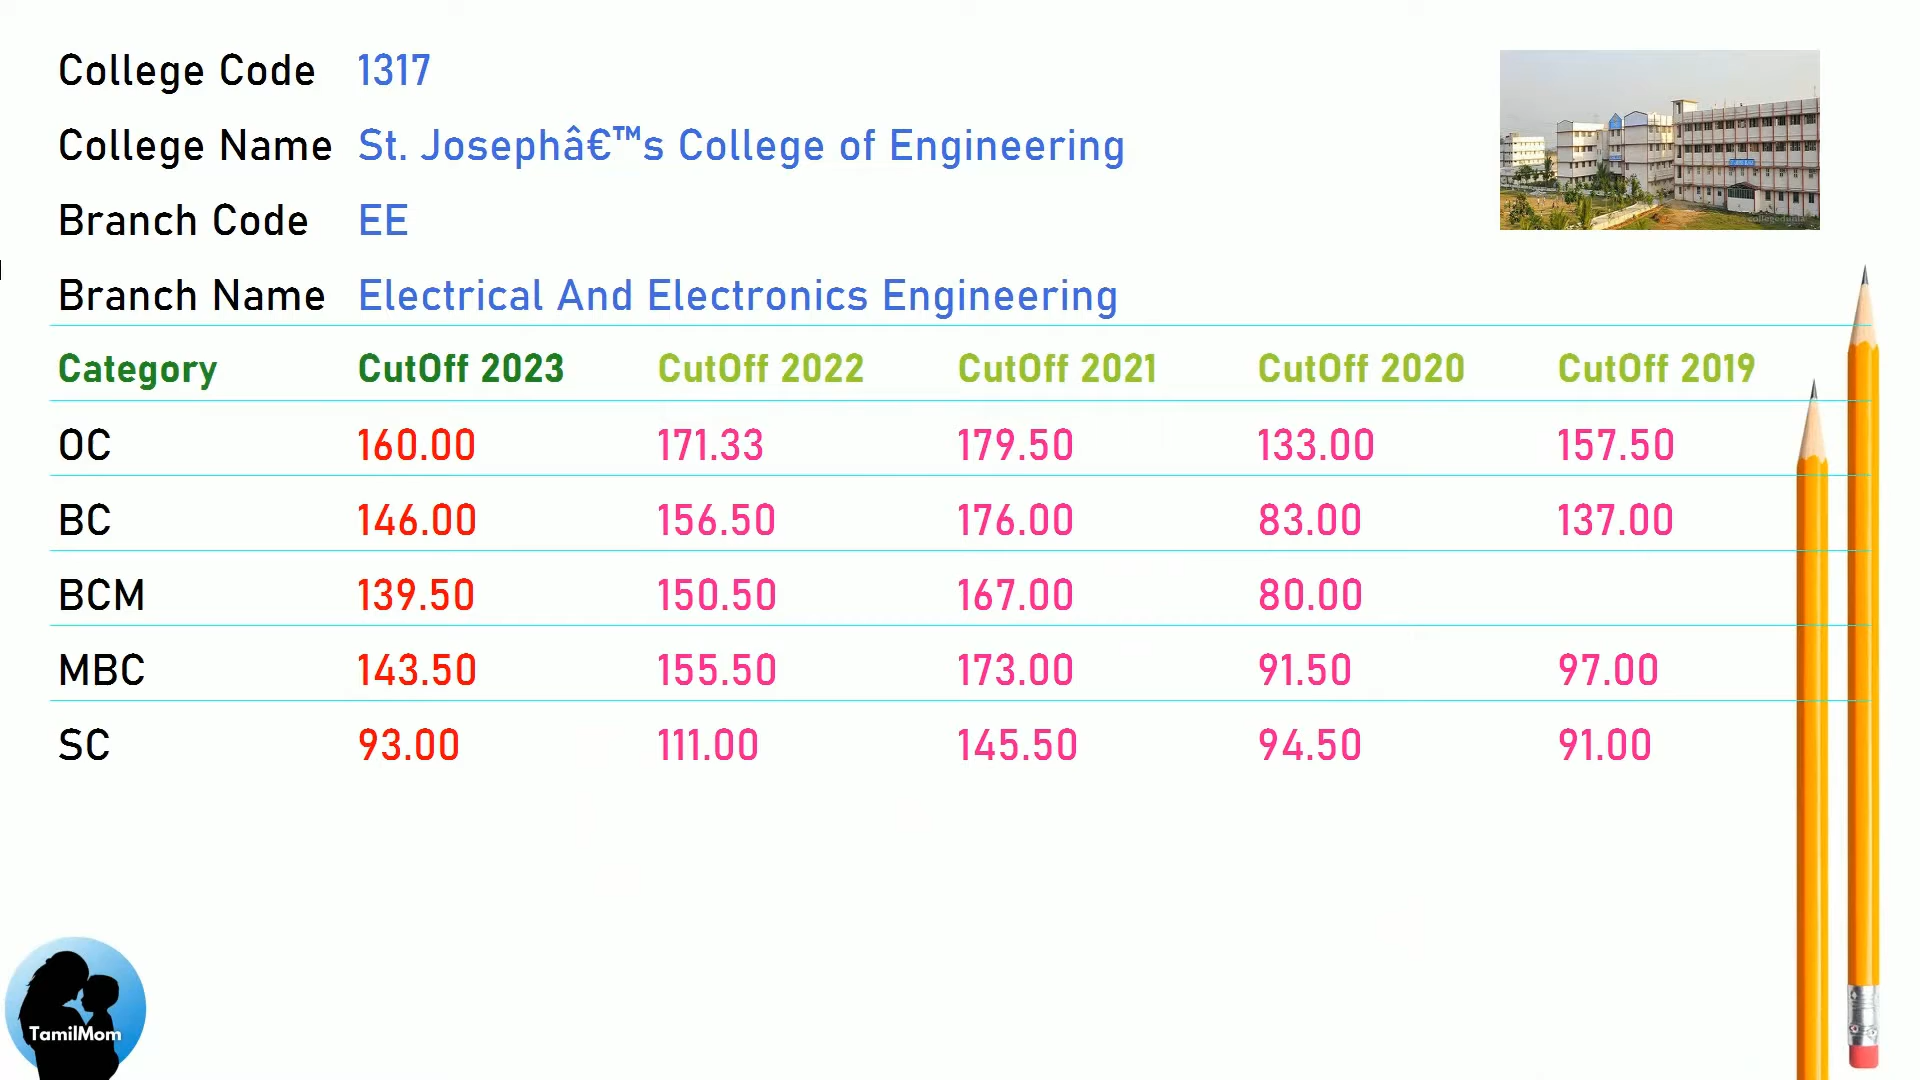 College Code 1317
College Name St. Josephâ€™s College of Engineering
Branch Code EE
Branch Name Electrical And Electronics Engineering
Category CutOff 2023 CutOff 2022 CutOff 2021 CutOff 2020 CutOff 2019
OC 160.00 171.33 179.50 133.00 157.50
BC 146.00 156.50 176.00 83.00 137.00
BCM 139.50 150.50 167.00 80.00
MBC 143.50 155.50 173.00 91.50 97.00
SC 93.00 111.00 145.50 94.50 91.00
TamilMom